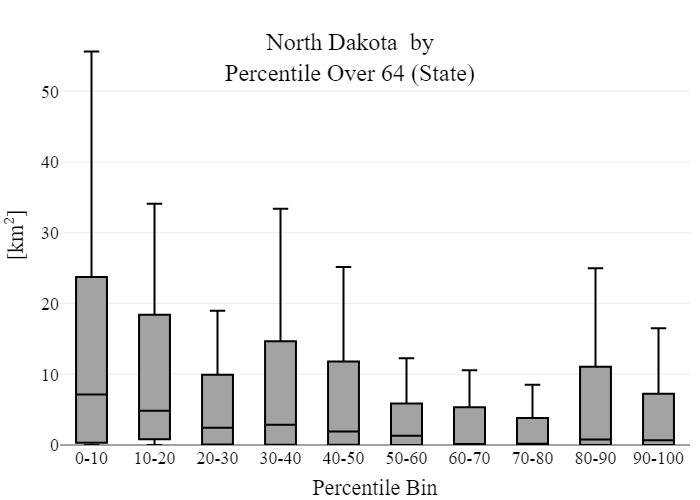 North Dakota by
Percentile Over 64 (State)
[km²]
50
40
30
20
10
0
0-10 10-20 20-30 30-40 40-50 50-60 60-70 70-80 80-90 90-100
Percentile Bin